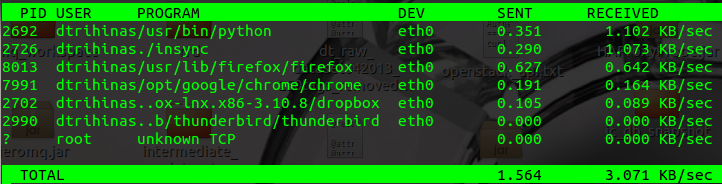 PID USER PROGRAM DEV SENT RECEIVED
2692 dtrihinas/usr/bin/python eth0 0.351 1.102 KB/sec
2726 dtrihinas./insync eth0 0.290 1.073 KB/sec
8013 dtrihinas/usr/lib/firefox/firefox eth0 0.627 0.642 KB/sec
7991 dtrihinas/opt/google/chrome/chrome eth0 0.191 0.164 KB/sec
2702 dtrihinas..ox-lnx.x86-3.10.8/dropbox eth0 0.105 0.089 KB/sec
2990 dtrihinas..b/thunderbird/thunderbird eth0 0.000 0.000 KB/sec
? root unknown TCP 0.000 0.000 KB/sec
eromq.jar intermediate_
TOTAL 1.564 3.071 KB/sec